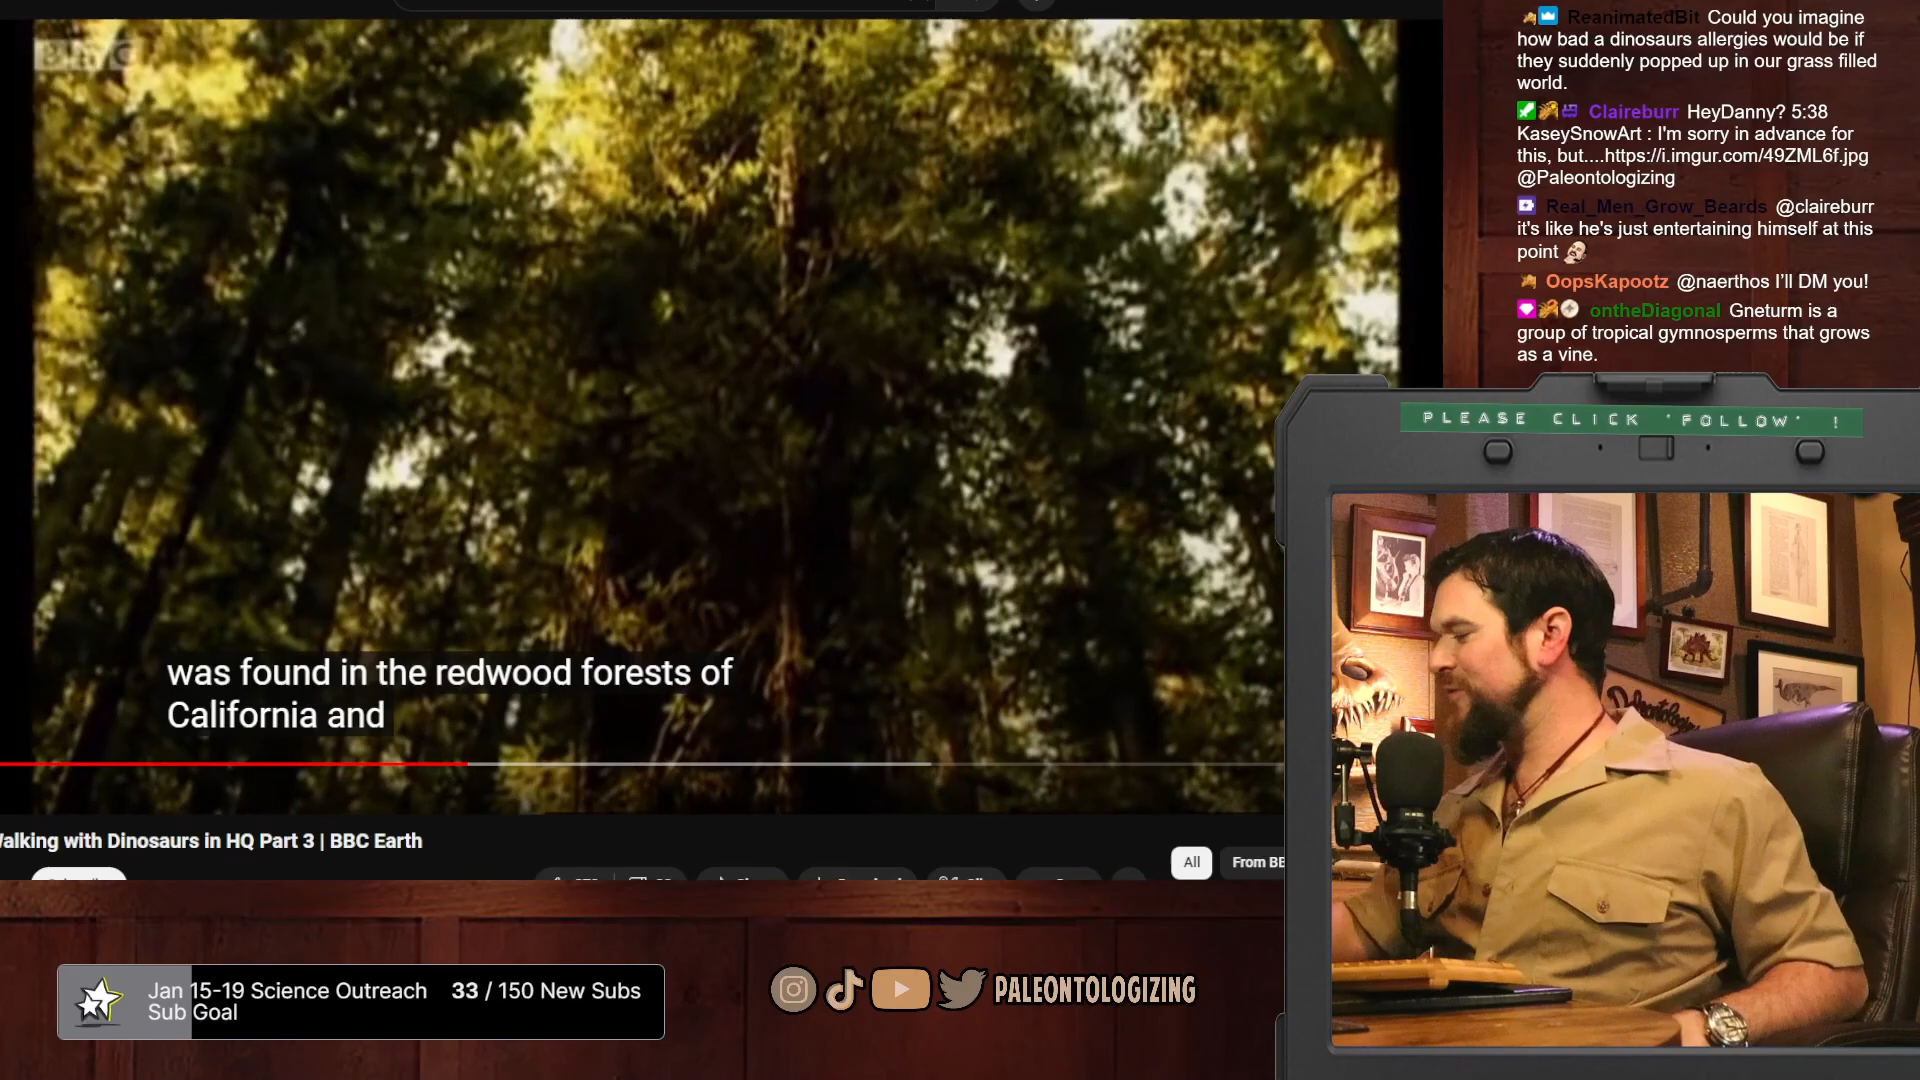 BBC
was found in the redwood forests of
California and
Walking with Dinosaurs in HQ Part 3 | BBC Earth
All
From BB
ReanimatedBit Could you imagine
how bad a dinosaurs allergies would be if
they suddenly popped up in our grass filled
world.
Claireburr HeyDanny? 5:38
KaseySnowArt : I'm sorry in advance for
this, but....https://i.imgur.com/49ZML6f.jpg
@Paleontologizing
Real_Men_Grow_Beards @claireburr
it's like he's just entertaining himself at this
point
OopsKapootz @naerthos I'll DM you!
ontheDiagonal Gneturm is a
group of tropical gymnosperms that grows
as a vine.
PLEASE CLICK 'FOLLOW' !
Jan 15-19 Science Outreach 33 / 150 New Subs
Sub Goal
PALEONTOLOGIZING